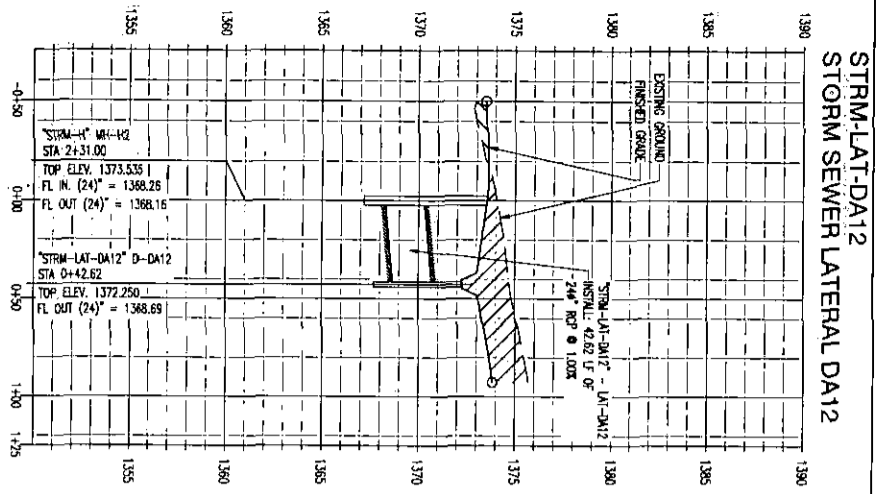 STRM-LAT-DA12
STORM SEWER LATERAL DA12
1390
1385
1380
1375
1370
1365
1360
1355
1390
1385
1380
1375
1370
1365
1360
1355
EXISTING GROUND
FINISHED GRADE
"STRM-LAT-DA12" - LAT-DA12
INSTALL: 42.62 LF OF
24ø" RCP @ 1.00%
"STRM-H" MH-H2
STA 2+31.00
TOP ELEV. 1373.535
FL IN. (24)" = 1368.26
FL OUT (24)" = 1368.16
"STRM-LAT-DA12" D-DA12
STA 0+42.62
TOP ELEV. 1372.250
FL OUT (24)" = 1368.69
-0+50
0+00
0+50
1+00
1+25